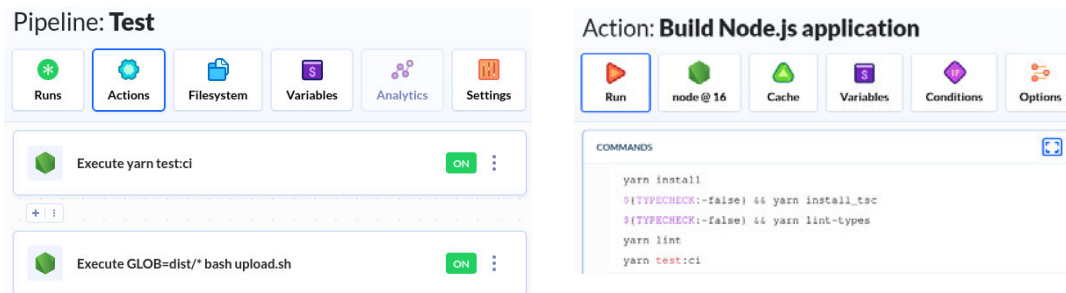 Pipeline: Test
Runs
Actions
Filesystem
S
Variables
Analytics
Settings
Execute yarn test:ci
ON
Execute GLOB=dist/* bash upload.sh
ON
Action: Build Node.js application
Run
node @ 16
Cache
S
Variables
IF
Conditions
Options
COMMANDS
yarn install
${TYPECHECK:-false} && yarn install_tsc
${TYPECHECK:-false} && yarn lint-types
yarn lint
yarn test:ci